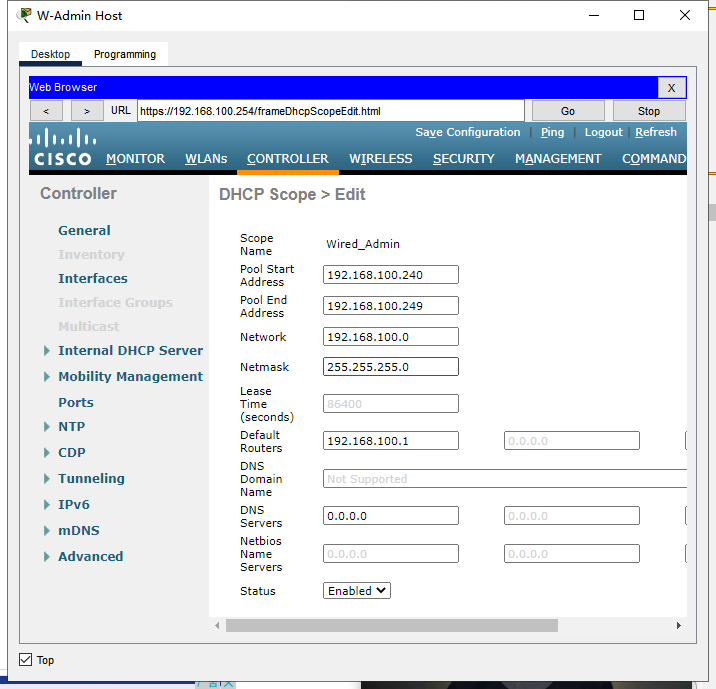 W-Admin Host
Desktop Programming
Web Browser X
< > URL https://192.168.100.254/frameDhcpScopeEdit.html Go Stop
Save Configuration | Ping | Logout | Refresh
CISCO MONITOR WLANs CONTROLLER WIRELESS SECURITY MANAGEMENT COMMAND
Controller
General
Inventory
Interfaces
Interface Groups
Multicast
Internal DHCP Server
Mobility Management
Ports
NTP
CDP
Tunneling
IPv6
mDNS
Advanced
DHCP Scope > Edit
Scope
Name
Wired_Admin
Pool Start
Address
192.168.100.240
Pool End
Address
192.168.100.249
Network 192.168.100.0
Netmask 255.255.255.0
Lease
Time
(seconds)
86400
Default
Routers
192.168.100.1 0.0.0.0
DNS
Domain
Name
Not Supported
DNS
Servers
0.0.0.0 0.0.0.0
Netbios
Name
Servers
0.0.0.0 0.0.0.0
Status Enabled
Top